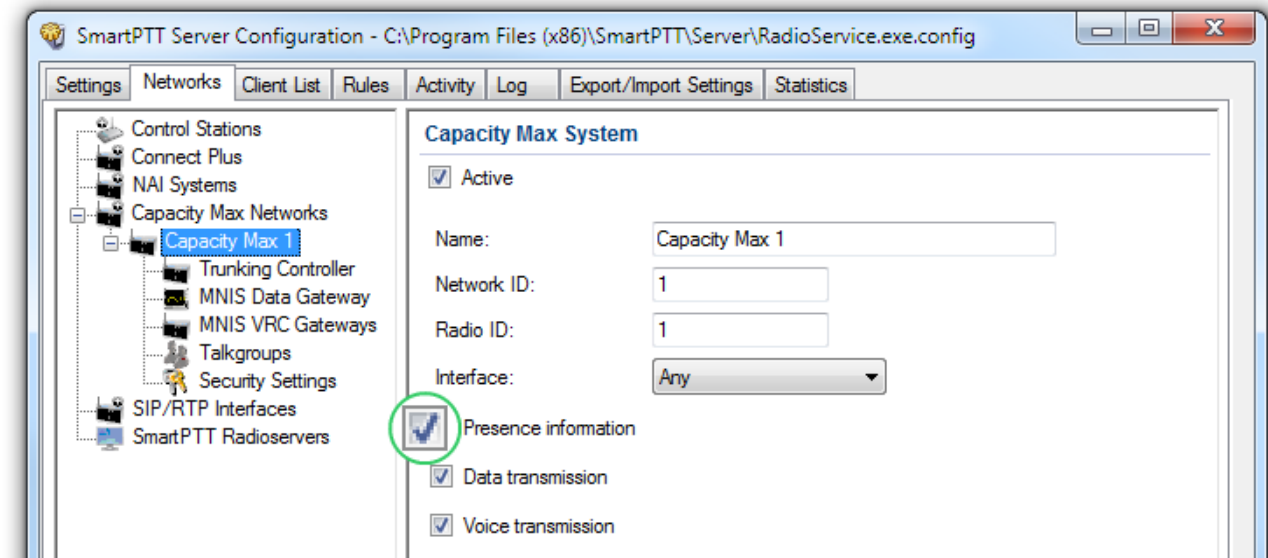 SmartPTT Server Configuration - C:\Program Files (x86)\SmartPTT\Server\RadioService.exe.config
Settings Networks Client List Rules Activity Log Export/Import Settings Statistics
Control Stations
Connect Plus
NAI Systems
Capacity Max Networks
Capacity Max 1
Trunking Controller
MNIS Data Gateway
MNIS VRC Gateways
Talkgroups
Security Settings
SIP/RTP Interfaces
SmartPTT Radioservers
Capacity Max System
Active
Name: Capacity Max 1
Network ID: 1
Radio ID: 1
Interface: Any
Presence information
Data transmission
Voice transmission